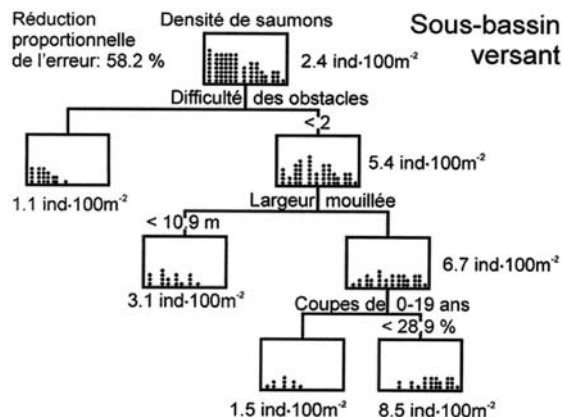 Réduction
proportionnelle
de l'erreur: 58.2 %
Densité de saumons
Sous-bassin
versant
2.4 ind·100m⁻²
Difficulté des obstacles
< 2
1.1 ind·100m⁻²
5.4 ind·100m⁻²
Largeur mouillée
< 10,9 m
3.1 ind·100m⁻²
6.7 ind·100m⁻²
Coupes de 0-19 ans
< 28,9 %
1.5 ind·100m⁻²
8.5 ind·100m⁻²